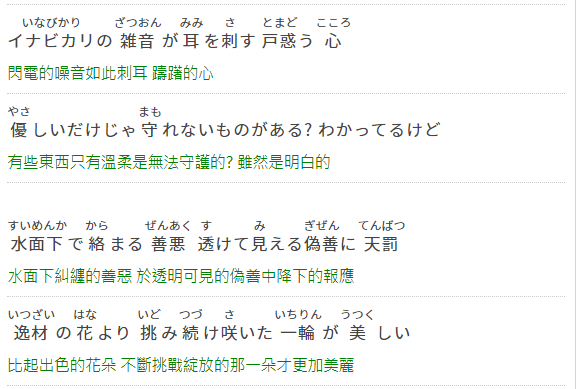 いなびかり ざつおん みみ さ とまど こころ
イナビカリの 雑音 が 耳 を 刺 す 戸惑 う 心
閃電的噪音如此刺耳 躊躇的心
やさ まも
優 しいだけじゃ 守 れないものがある? わかってるけど
有些東西只有溫柔是無法守護的? 雖然是明白的
すいめんか から ぜんあく す み ぎぜん てんばつ
水面下 で 絡 まる 善悪 透 けて 見 える 偽善 に 天罰
水面下糾纏的善惡 於透明可見的偽善中降下的報應
いつざい はな いど つづ さ いちりん うつく
逸材 の 花 より 挑 み 続 け 咲 いた 一輪 が 美 しい
比起出色的花朵 不斷挑戰綻放的那一朵才更加美麗